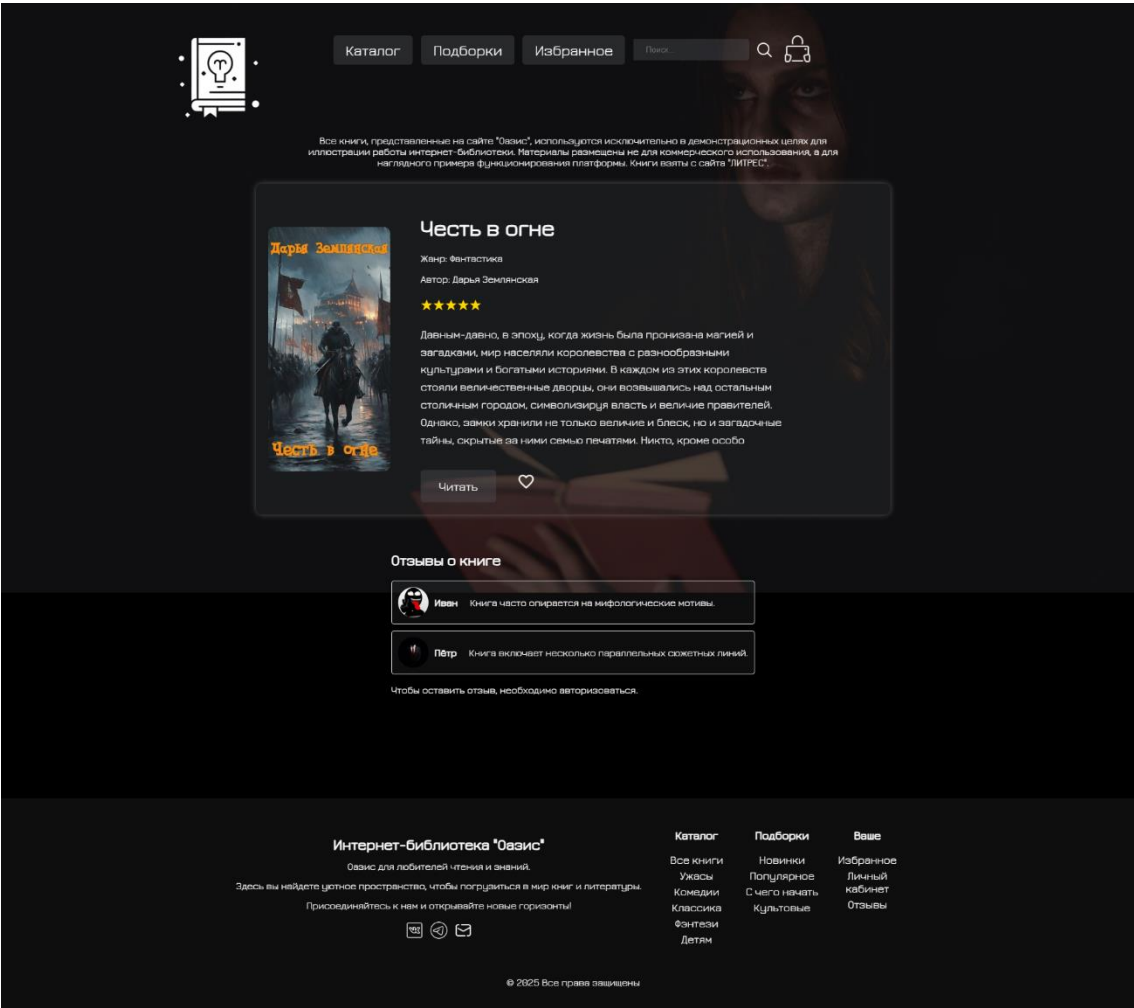 Каталог
Подборки
Избранное
Поиск...
Все книги, представленные на сайте "Оазис", используются исключительно в демонстрационных целях для
иллюстрации работы интернет-библиотеки. Материалы размещены не для коммерческого использования, а для
наглядного примера функционирования платформы. Книги взяты с сайта "ЛИТРЕС".
Дарья Землянская
Честь в огне
Честь в огне
Жанр: Фантастика
Автор: Дарья Землянская
★★★★★
Давным-давно, в эпоху, когда жизнь была пронизана магией и
загадками, мир населяли королевства с разнообразными
культурами и богатыми историями. В каждом из этих королевств
стояли величественные дворцы, они возвышались над остальным
столичным городом, символизируя власть и величие правителей.
Однако, замки хранили не только величие и блеск, но и загадочные
тайны, скрытые за ними семью печатями. Никто, кроме особо
Читать
Отзывы о книге
Иван Книга часто опирается на мифологические мотивы.
Пётр Книга включает несколько параллельных сюжетных линий.
Чтобы оставить отзыв, необходимо авторизоваться.
Интернет-библиотека "Оазис"
Оазис для любителей чтения и знаний.
Здесь вы найдете уютное пространство, чтобы погрузиться в мир книг и литературы.
Присоединяйтесь к нам и открывайте новые горизонты!
Каталог
Все книги
Ужасы
Комедии
Классика
Фэнтези
Детям
Подборки
Новинки
Популярное
С чего начать
Культовые
Ваше
Избранное
Личный
кабинет
Отзывы
© 2025 Все права защищены